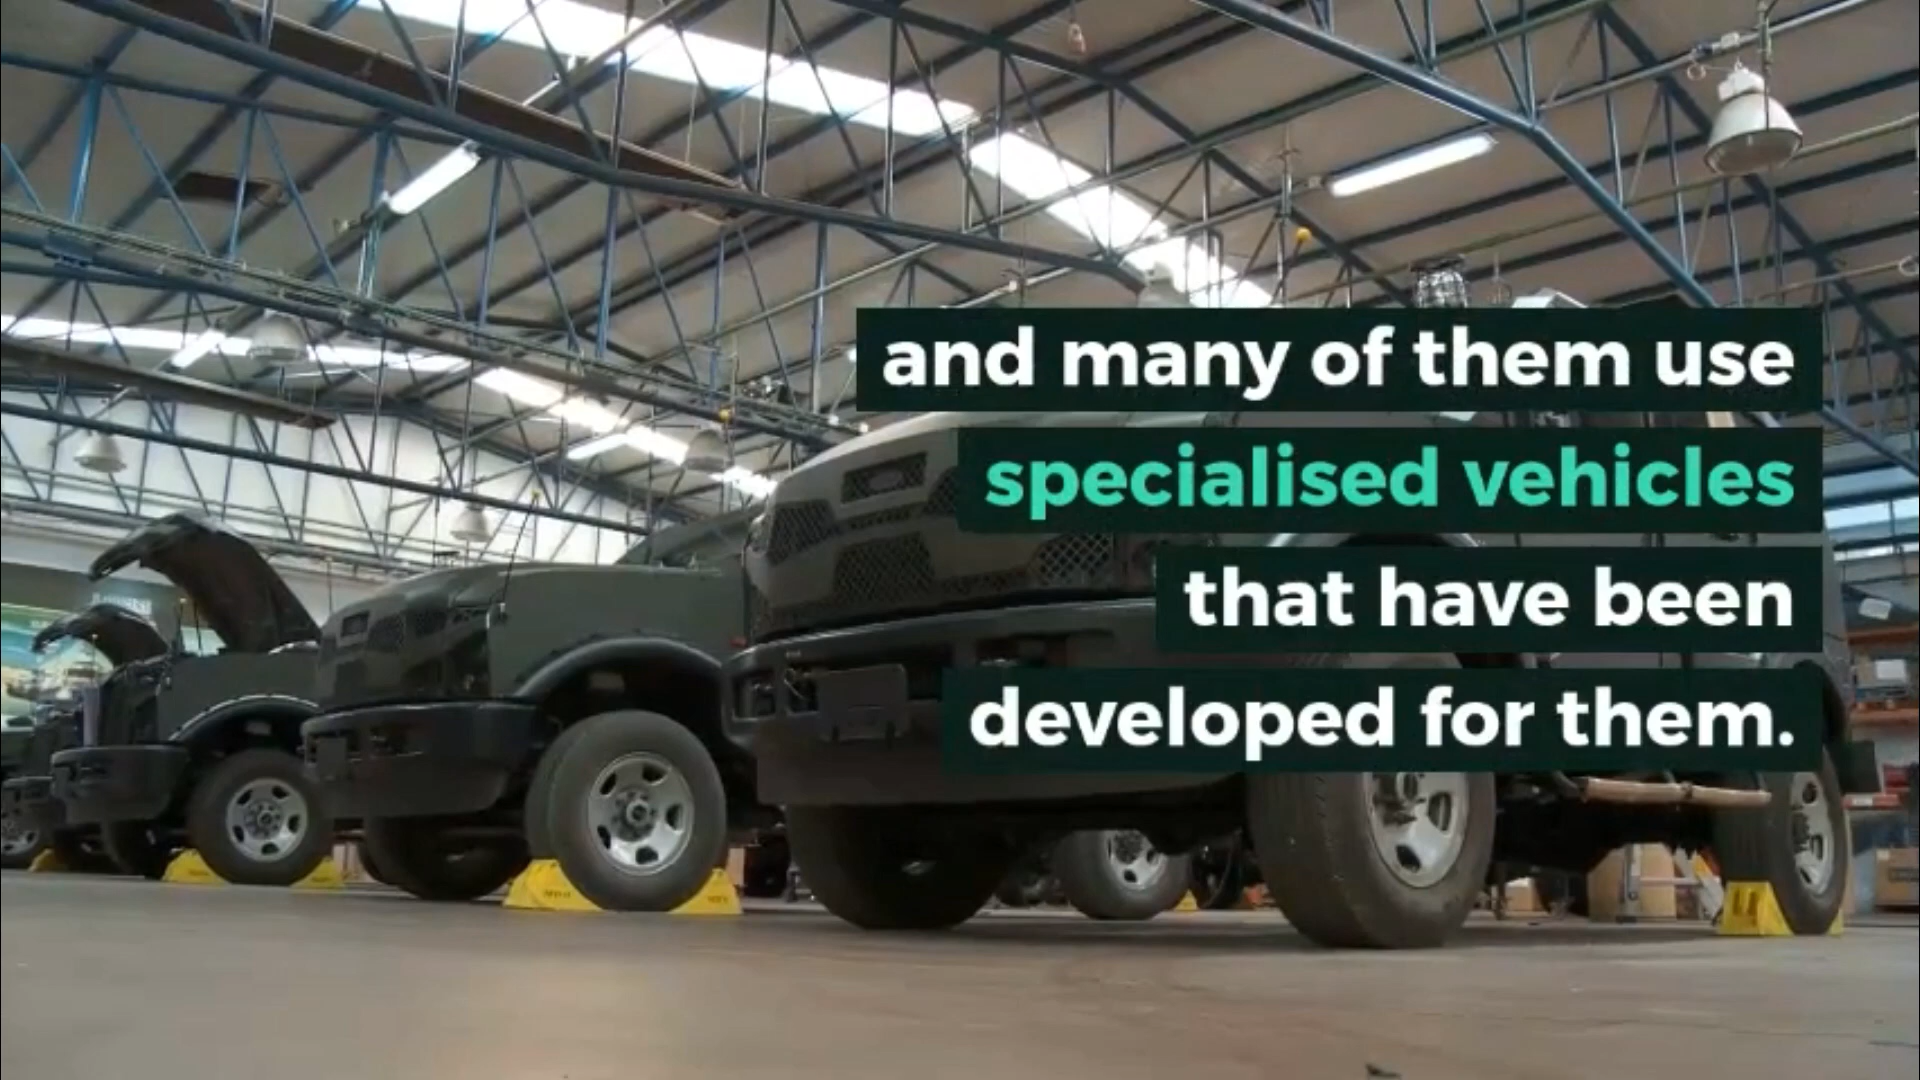 and many of them use
specialised vehicles
that have been
developed for them.